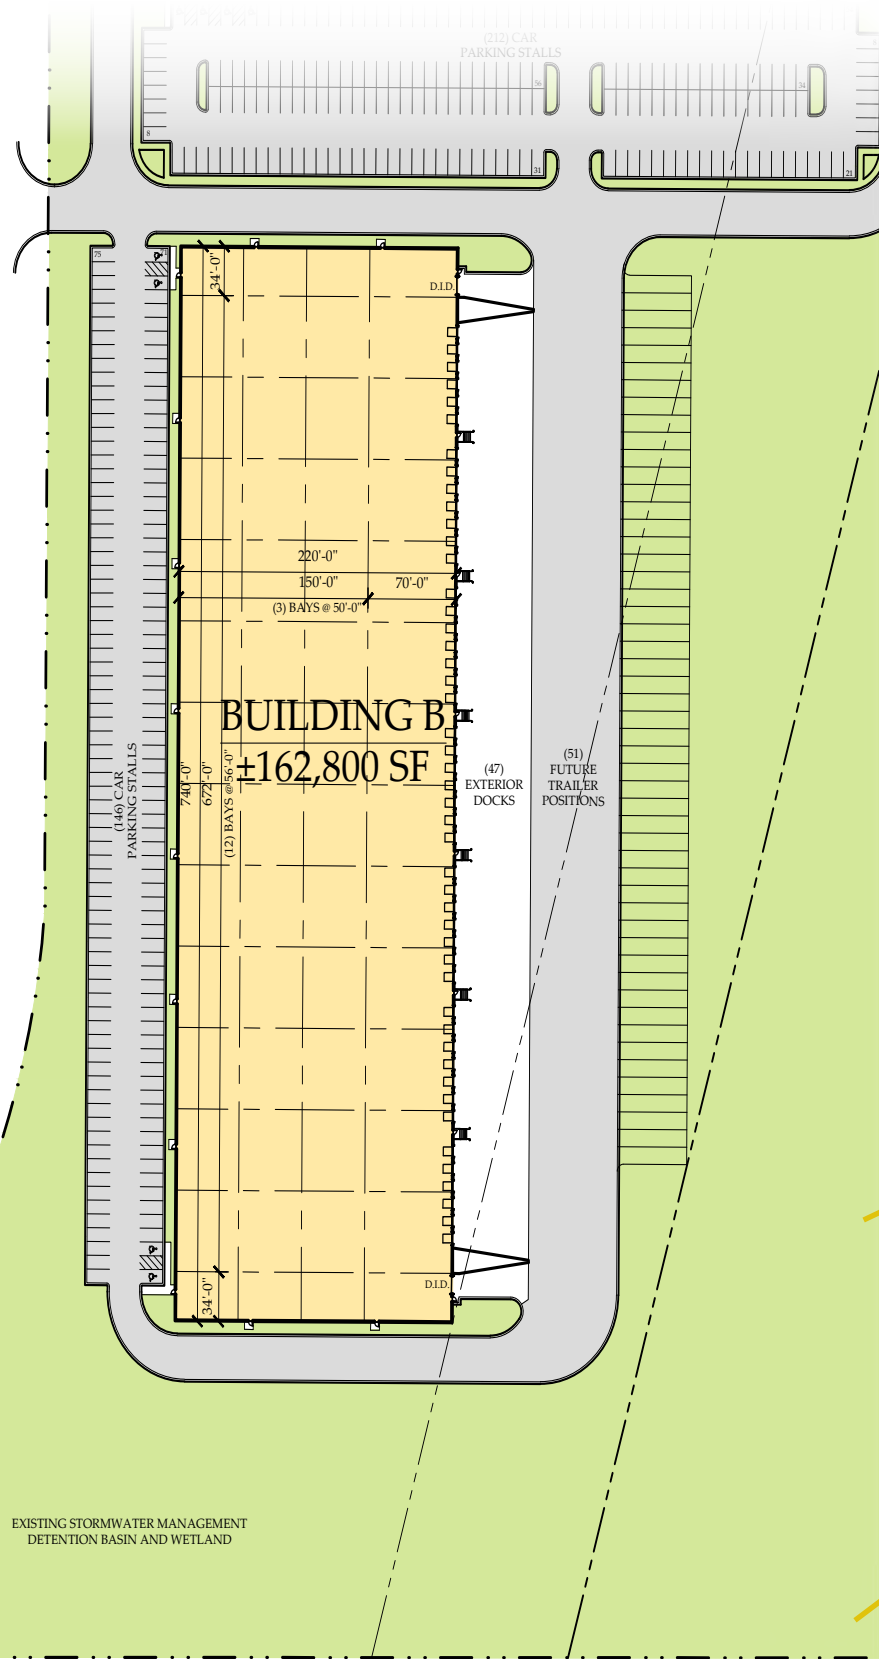 (212) CAR
PARKING STALLS
56
34
8
31
21
75
71
34'-0"
D.I.D.
220'-0"
150'-0"
70'-0"
(3) BAYS @ 50'-0"
BUILDING B
±162,800 SF
740'-0"
672'-0"
(12) BAYS @ 56'-0"
(146) CAR
PARKING STALLS
(47)
EXTERIOR
DOCKS
(51)
FUTURE
TRAILER
POSITIONS
34'-0"
D.I.D.
EXISTING STORMWATER MANAGEMENT
DETENTION BASIN AND WETLAND